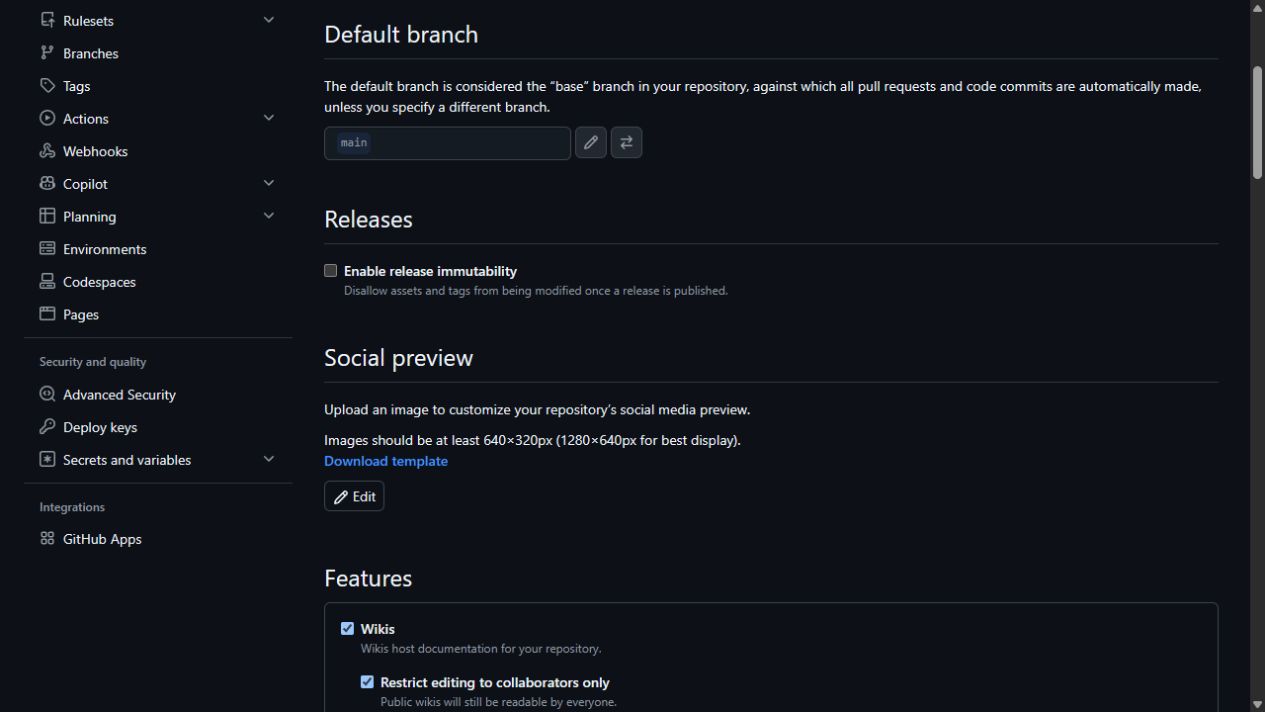 Rulesets
Branches
Tags
Actions
Webhooks
Copilot
Planning
Environments
Codespaces
Pages
Security and quality
Advanced Security
Deploy keys
Secrets and variables
Integrations
GitHub Apps
Default branch
The default branch is considered the “base” branch in your repository, against which all pull requests and code commits are automatically made,
unless you specify a different branch.
main
Releases
Enable release immutability
Disallow assets and tags from being modified once a release is published.
Social preview
Upload an image to customize your repository’s social media preview.
Images should be at least 640×320px (1280×640px for best display).
Download template
Edit
Features
Wikis
Wikis host documentation for your repository.
Restrict editing to collaborators only
Public wikis will still be readable by everyone.